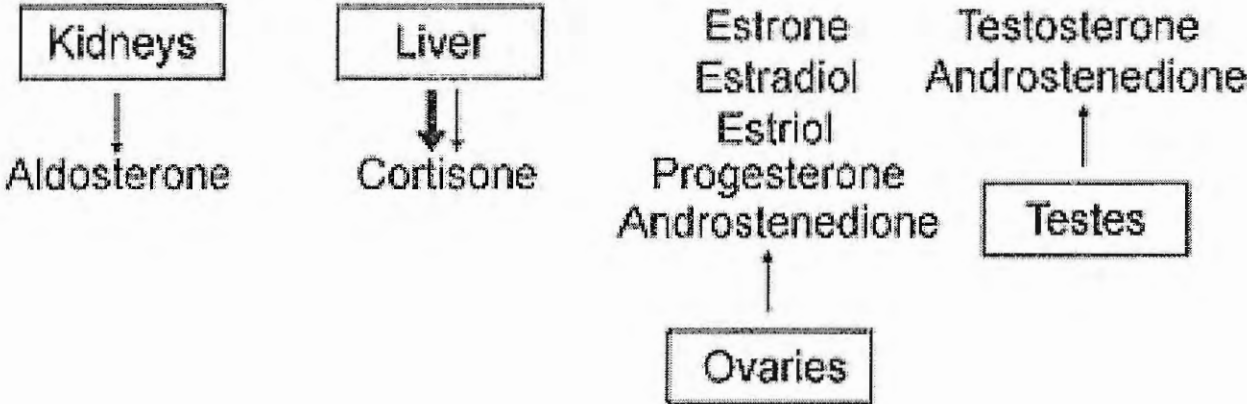 Kidneys
Aldosterone
Liver
Cortisone
Estrone
Estradiol
Estriol
Progesterone
Androstenedione
Ovaries
Testosterone
Androstenedione
Testes